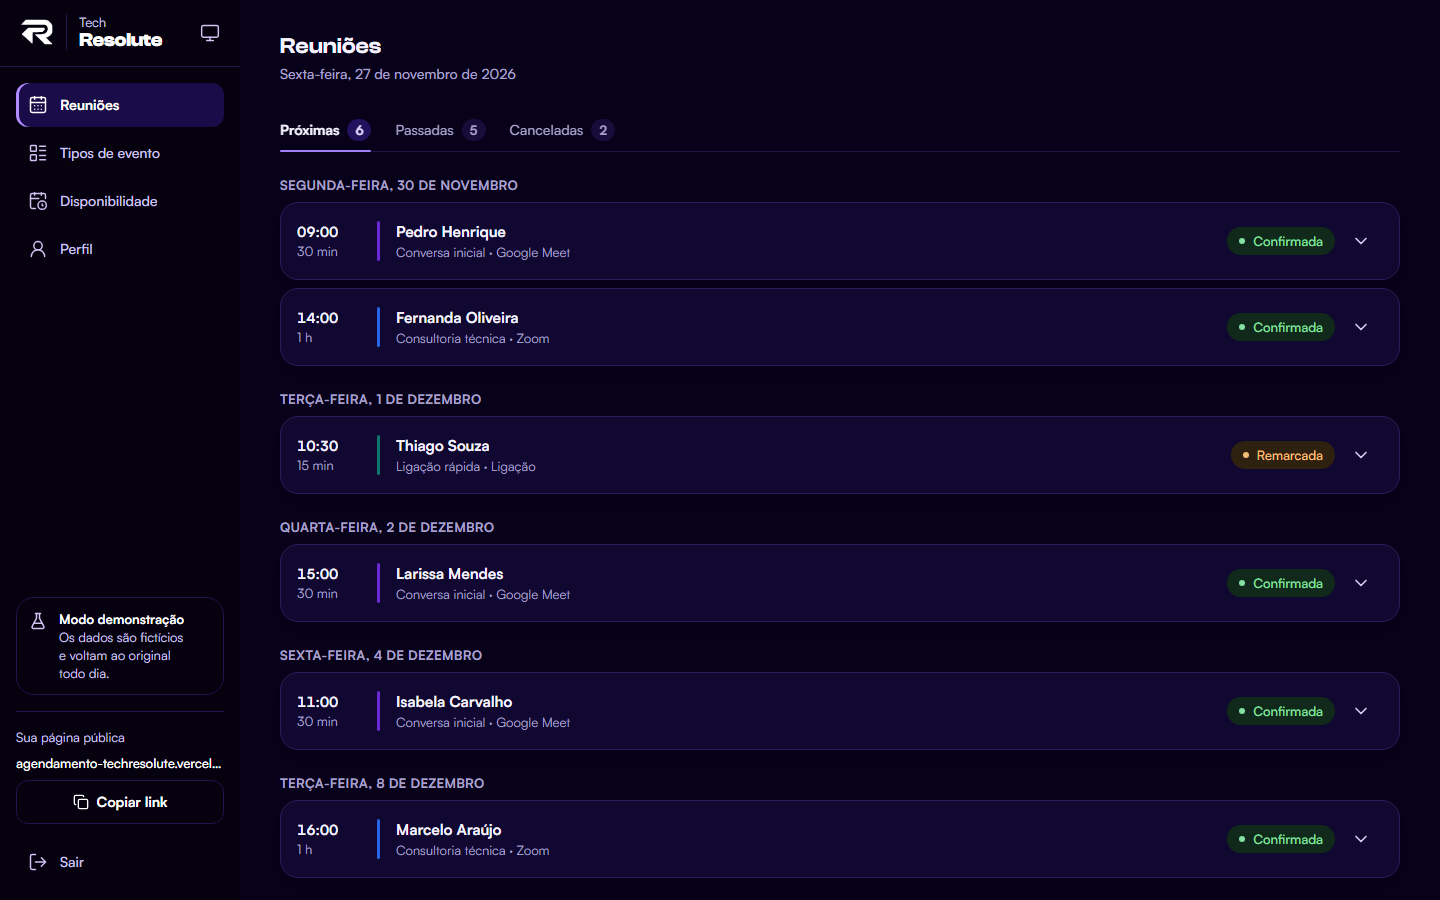 Tech
Resolute
Reuniões
Tipos de evento
Disponibilidade
Perfil
Modo demonstração
Os dados são fictícios
e voltam ao original
todo dia.
Sua página pública
agendamento-techresolute.vercel...
Copiar link
Sair
Reuniões
Sexta-feira, 27 de novembro de 2026
Próximas 6 Passadas 5 Canceladas 2
SEGUNDA-FEIRA, 30 DE NOVEMBRO
09:00 Pedro Henrique Confirmada
30 min Conversa inicial · Google Meet
14:00 Fernanda Oliveira Confirmada
1 h Consultoria técnica · Zoom
TERÇA-FEIRA, 1 DE DEZEMBRO
10:30 Thiago Souza Remarcada
15 min Ligação rápida · Ligação
QUARTA-FEIRA, 2 DE DEZEMBRO
15:00 Larissa Mendes Confirmada
30 min Conversa inicial · Google Meet
SEXTA-FEIRA, 4 DE DEZEMBRO
11:00 Isabela Carvalho Confirmada
30 min Conversa inicial · Google Meet
TERÇA-FEIRA, 8 DE DEZEMBRO
16:00 Marcelo Araújo Confirmada
1 h Consultoria técnica · Zoom